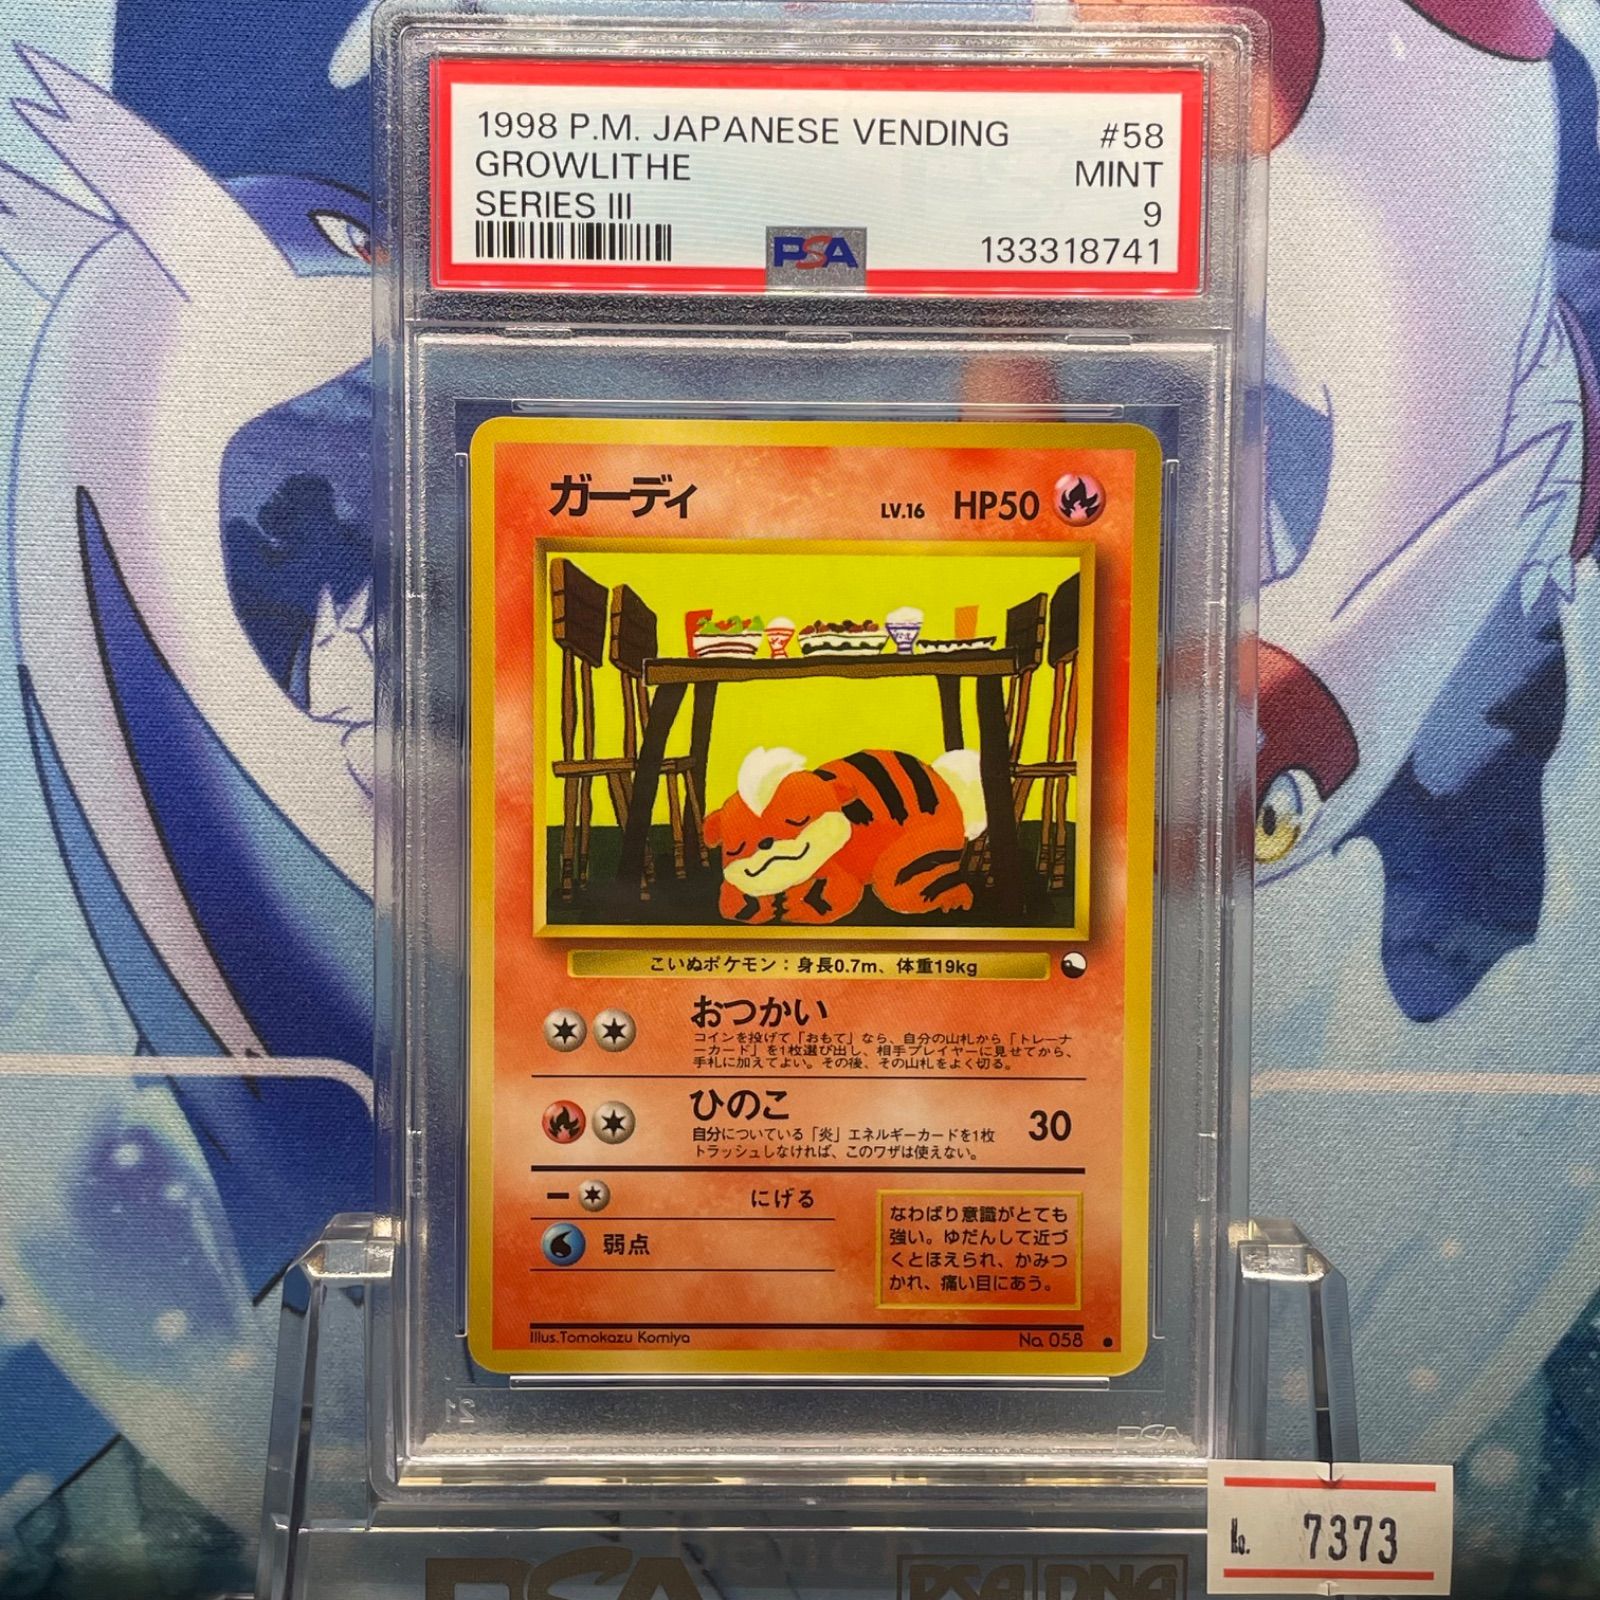 1998 P.M. JAPANESE VENDING #58
GROWLITHE MINT
SERIES III 9
PSA 133318741
ガーディ LV.16 HP50
こいぬポケモン：身長0.7m、体重19kg
おつかい
コインを投げて「おもて」なら、自分の山札から「トレーナ
ーカード」を1枚選び出し、相手プレイヤーに見せてから、
手札に加えてよい。その後、その山札をよく切る。
ひのこ 30
自分についている「炎」エネルギーカードを1枚
トラッシュしなければ、このワザは使えない。
にげる
弱点
なわばり意識がとても
強い。ゆだんして近づ
くとほえられ、かみつ
かれ、痛い目にあう。
Illus.Tomokazu Komiya No. 058 ●
21 PSA
No. 7373
PSA PSA DNA